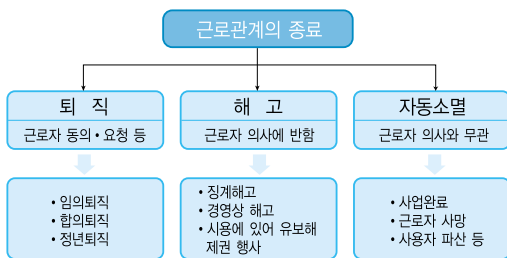 근로관계의 종료
퇴 직
근로자 동의 • 요청 등
• 임의퇴직
• 합의퇴직
• 정년퇴직
해 고
근로자 의사에 반함
• 징계해고
• 경영상 해고
• 시용에 있어 유보해
제권 행사
자동소멸
근로자 의사와 무관
• 사업완료
• 근로자 사망
• 사용자 파산 등